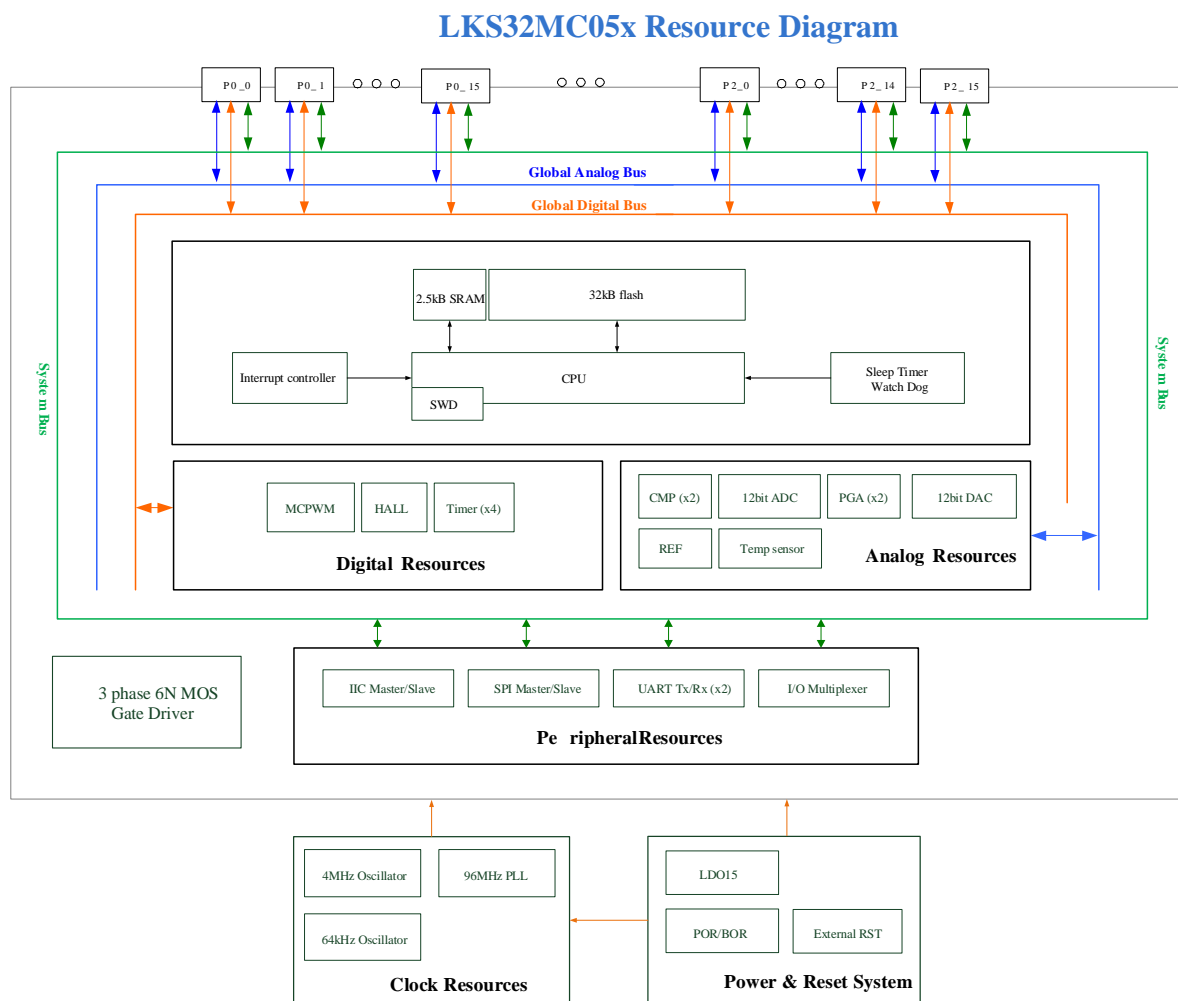 LKS32MC05x Resource Diagram
P0_0
P0_1
P0_15
P2_0
P2_14
P2_15
Global Analog Bus
Global Digital Bus
System Bus
System Bus
2.5kB SRAM
32kB flash
Interrupt controller
CPU
SWD
Sleep Timer
Watch Dog
MCPWM
HALL
Timer (x4)
Digital Resources
CMP (x2)
12bit ADC
PGA (x2)
12bit DAC
REF
Temp sensor
Analog Resources
3 phase 6N MOS
Gate Driver
IIC Master/Slave
SPI Master/Slave
UART Tx/Rx (x2)
I/O Multiplexer
Pe ripheralResources
4MHz Oscillator
96MHz PLL
64kHz Oscillator
Clock Resources
LDO15
POR/BOR
External RST
Power & Reset System